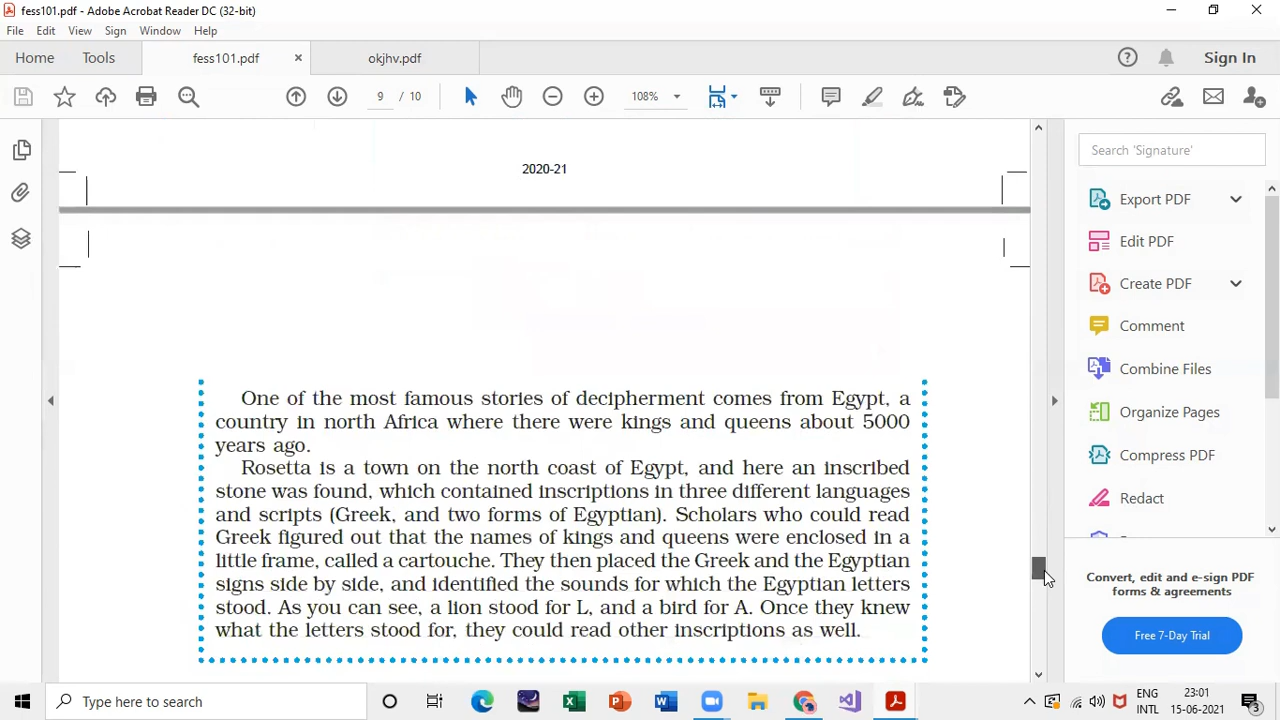 fess101.pdf - Adobe Acrobat Reader DC (32-bit)
File Edit View Sign Window Help
Home Tools fess101.pdf × okjhv.pdf Sign In
9 / 10 108%
Search 'Signature'
2020-21
Export PDF
Edit PDF
Create PDF
Comment
Combine Files
Organize Pages
Compress PDF
Redact
One of the most famous stories of decipherment comes from Egypt, a
country in north Africa where there were kings and queens about 5000
years ago.
Rosetta is a town on the north coast of Egypt, and here an inscribed
stone was found, which contained inscriptions in three different languages
and scripts (Greek, and two forms of Egyptian). Scholars who could read
Greek figured out that the names of kings and queens were enclosed in a
little frame, called a cartouche. They then placed the Greek and the Egyptian
signs side by side, and identified the sounds for which the Egyptian letters
stood. As you can see, a lion stood for L, and a bird for A. Once they knew
what the letters stood for, they could read other inscriptions as well.
Convert, edit and e-sign PDF
forms & agreements
Free 7-Day Trial
Type here to search
ENG 23:01
INTL 15-06-2021
3